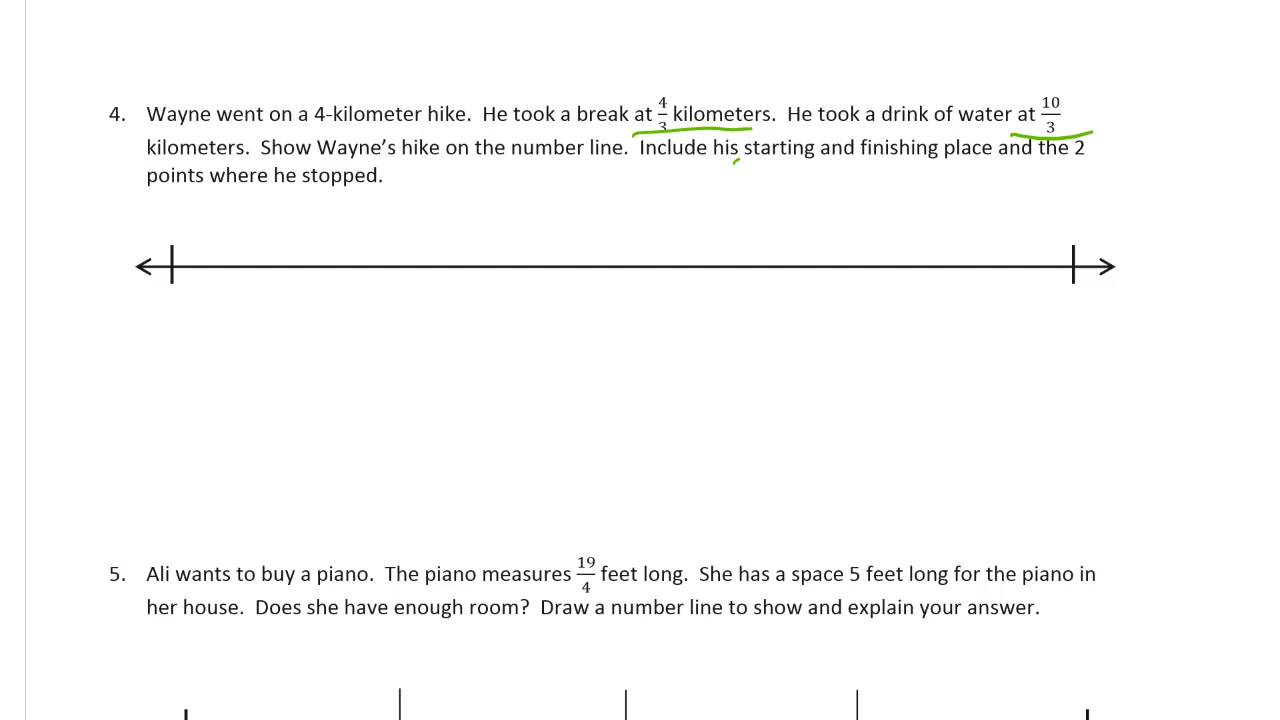 4. Wayne went on a 4-kilometer hike. He took a break at 4/3 kilometers. He took a drink of water at 10/3
kilometers. Show Wayne's hike on the number line. Include his starting and finishing place and the 2
points where he stopped.
5. Ali wants to buy a piano. The piano measures 19/4 feet long. She has a space 5 feet long for the piano in
her house. Does she have enough room? Draw a number line to show and explain your answer.